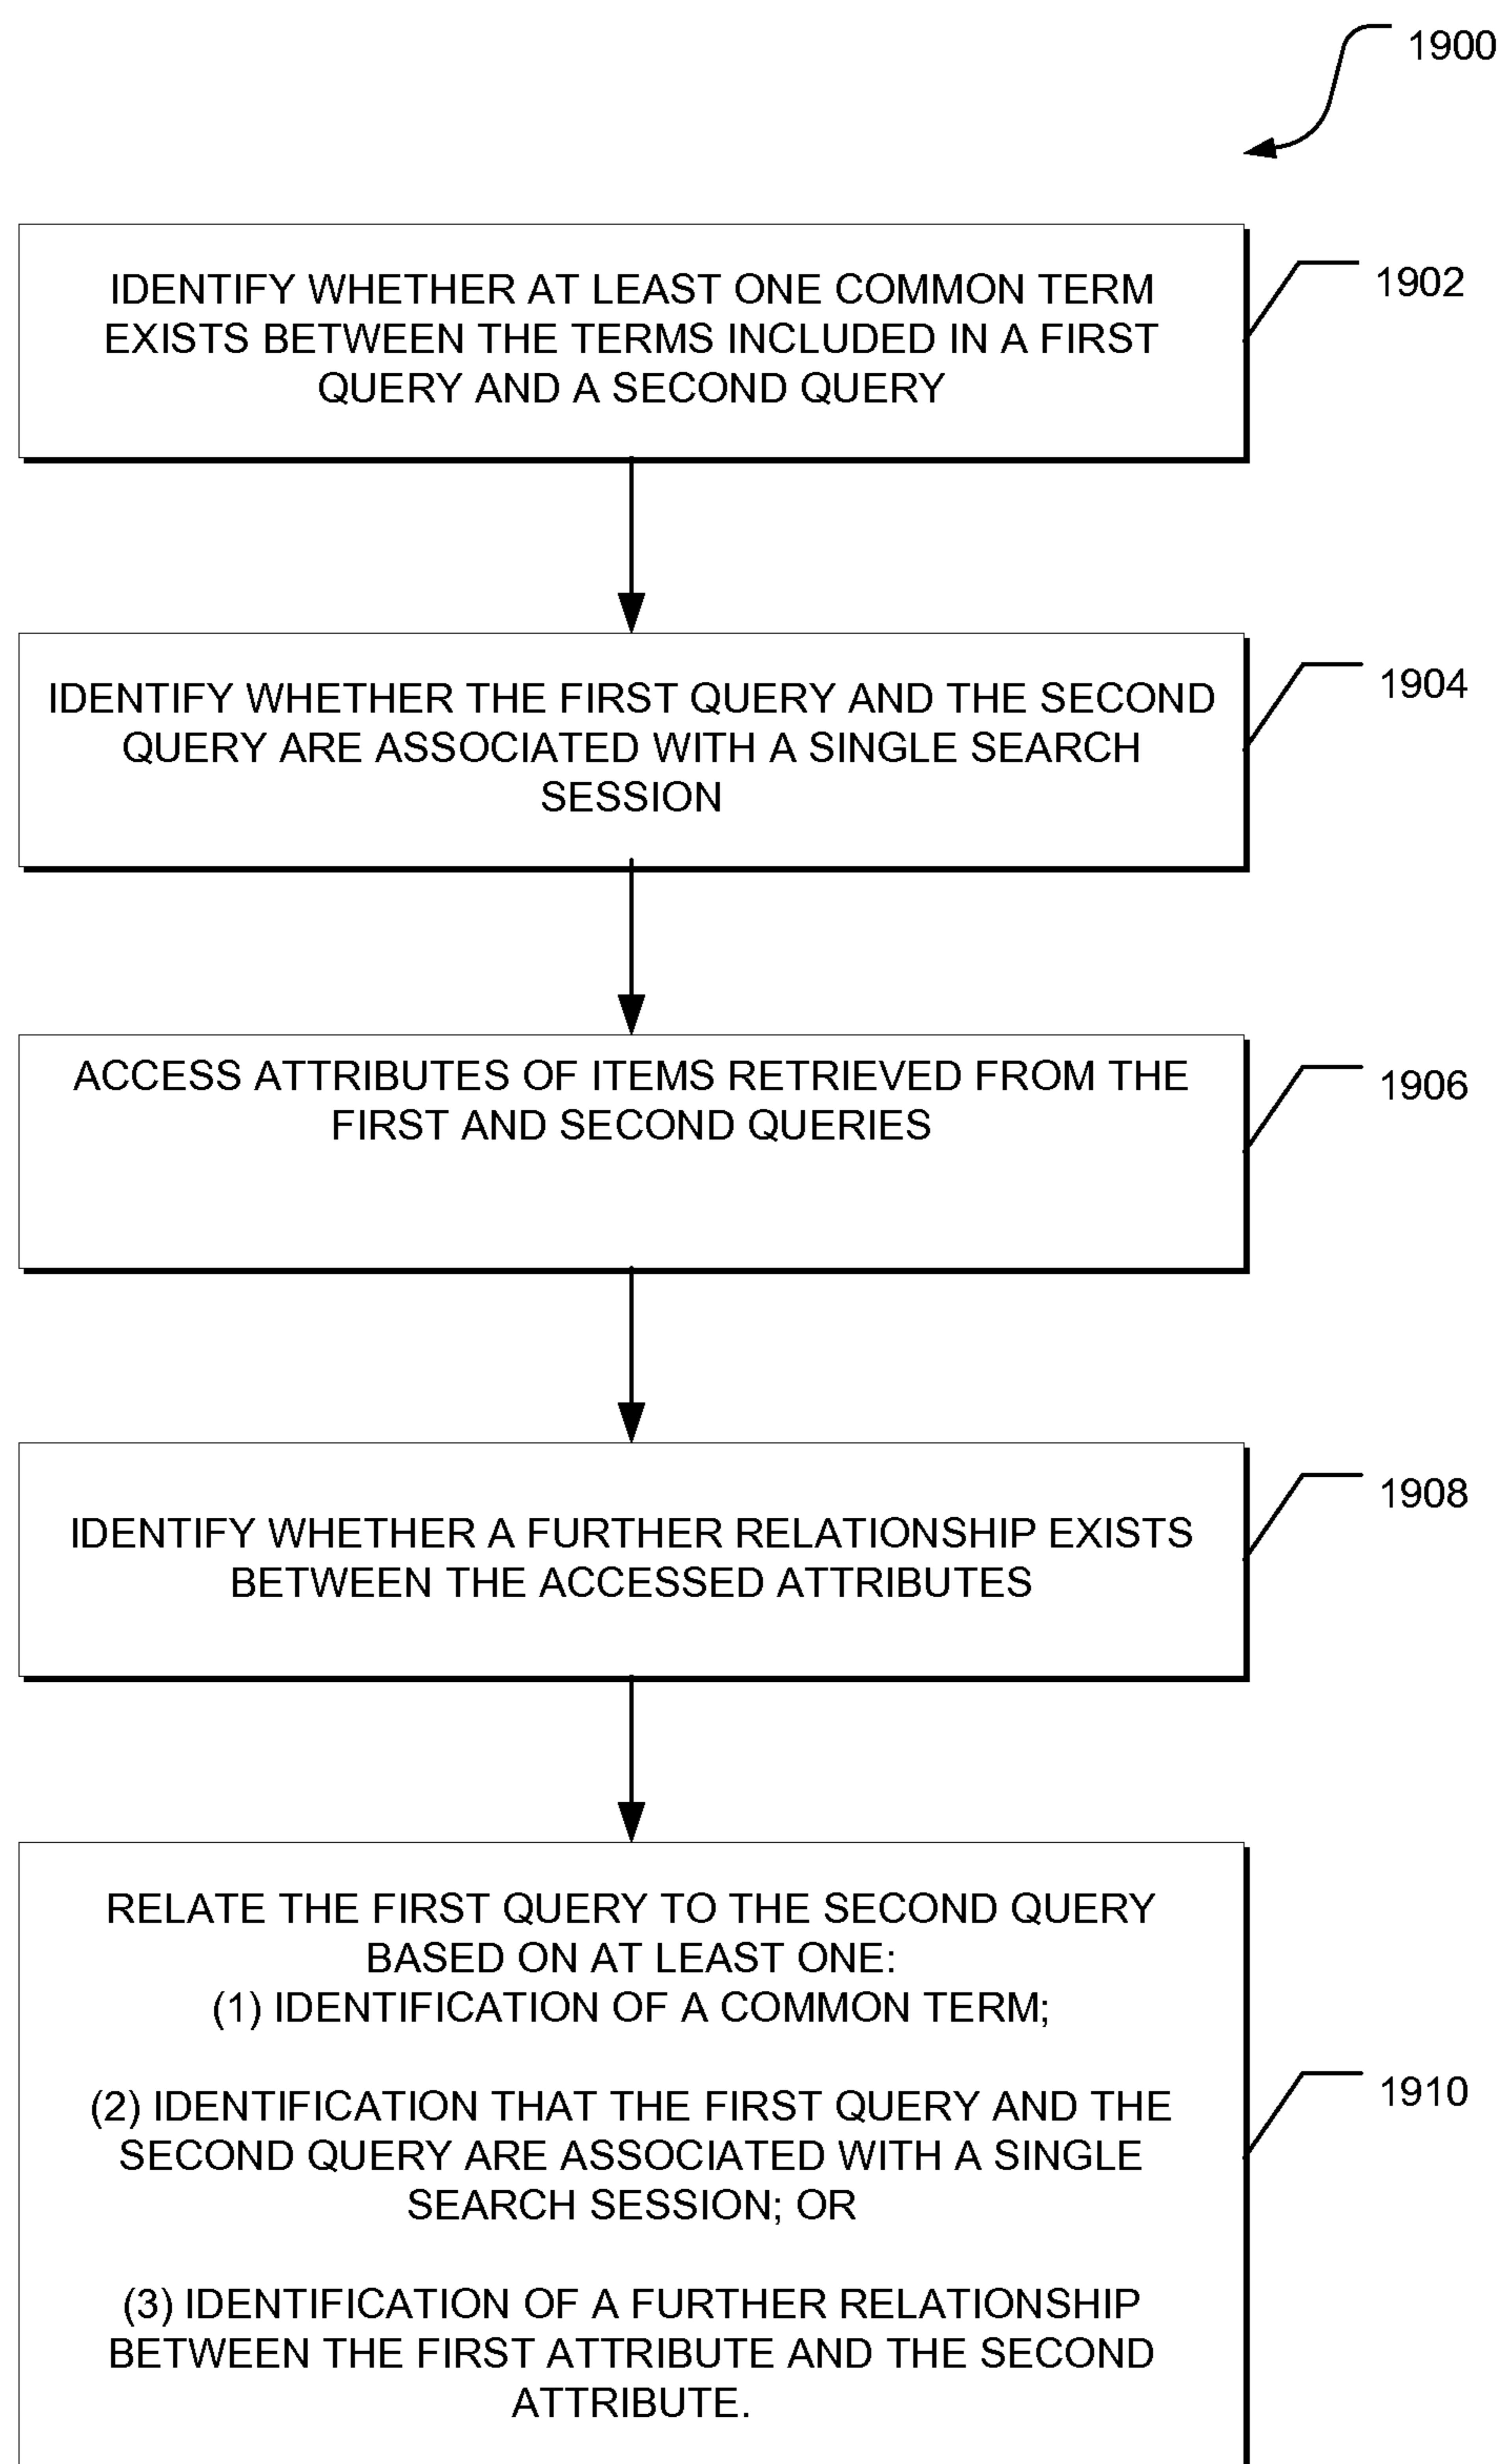 1900
IDENTIFY WHETHER AT LEAST ONE COMMON TERM
EXISTS BETWEEN THE TERMS INCLUDED IN A FIRST
QUERY AND A SECOND QUERY
1902
IDENTIFY WHETHER THE FIRST QUERY AND THE SECOND
QUERY ARE ASSOCIATED WITH A SINGLE SEARCH
SESSION
1904
ACCESS ATTRIBUTES OF ITEMS RETRIEVED FROM THE
FIRST AND SECOND QUERIES
1906
IDENTIFY WHETHER A FURTHER RELATIONSHIP EXISTS
BETWEEN THE ACCESSED ATTRIBUTES
1908
RELATE THE FIRST QUERY TO THE SECOND QUERY
BASED ON AT LEAST ONE:
(1) IDENTIFICATION OF A COMMON TERM;
(2) IDENTIFICATION THAT THE FIRST QUERY AND THE
SECOND QUERY ARE ASSOCIATED WITH A SINGLE
SEARCH SESSION; OR
(3) IDENTIFICATION OF A FURTHER RELATIONSHIP
BETWEEN THE FIRST ATTRIBUTE AND THE SECOND
ATTRIBUTE.
1910